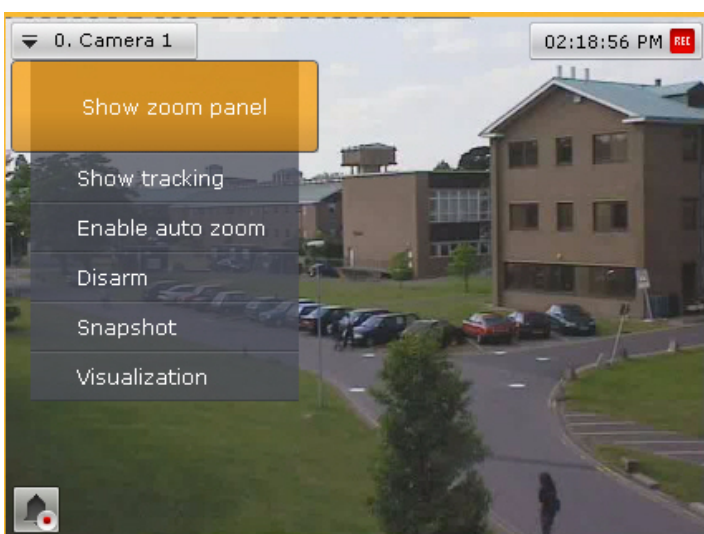 0. Camera 1
02:18:56 PM REC
Show zoom panel
Show tracking
Enable auto zoom
Disarm
Snapshot
Visualization